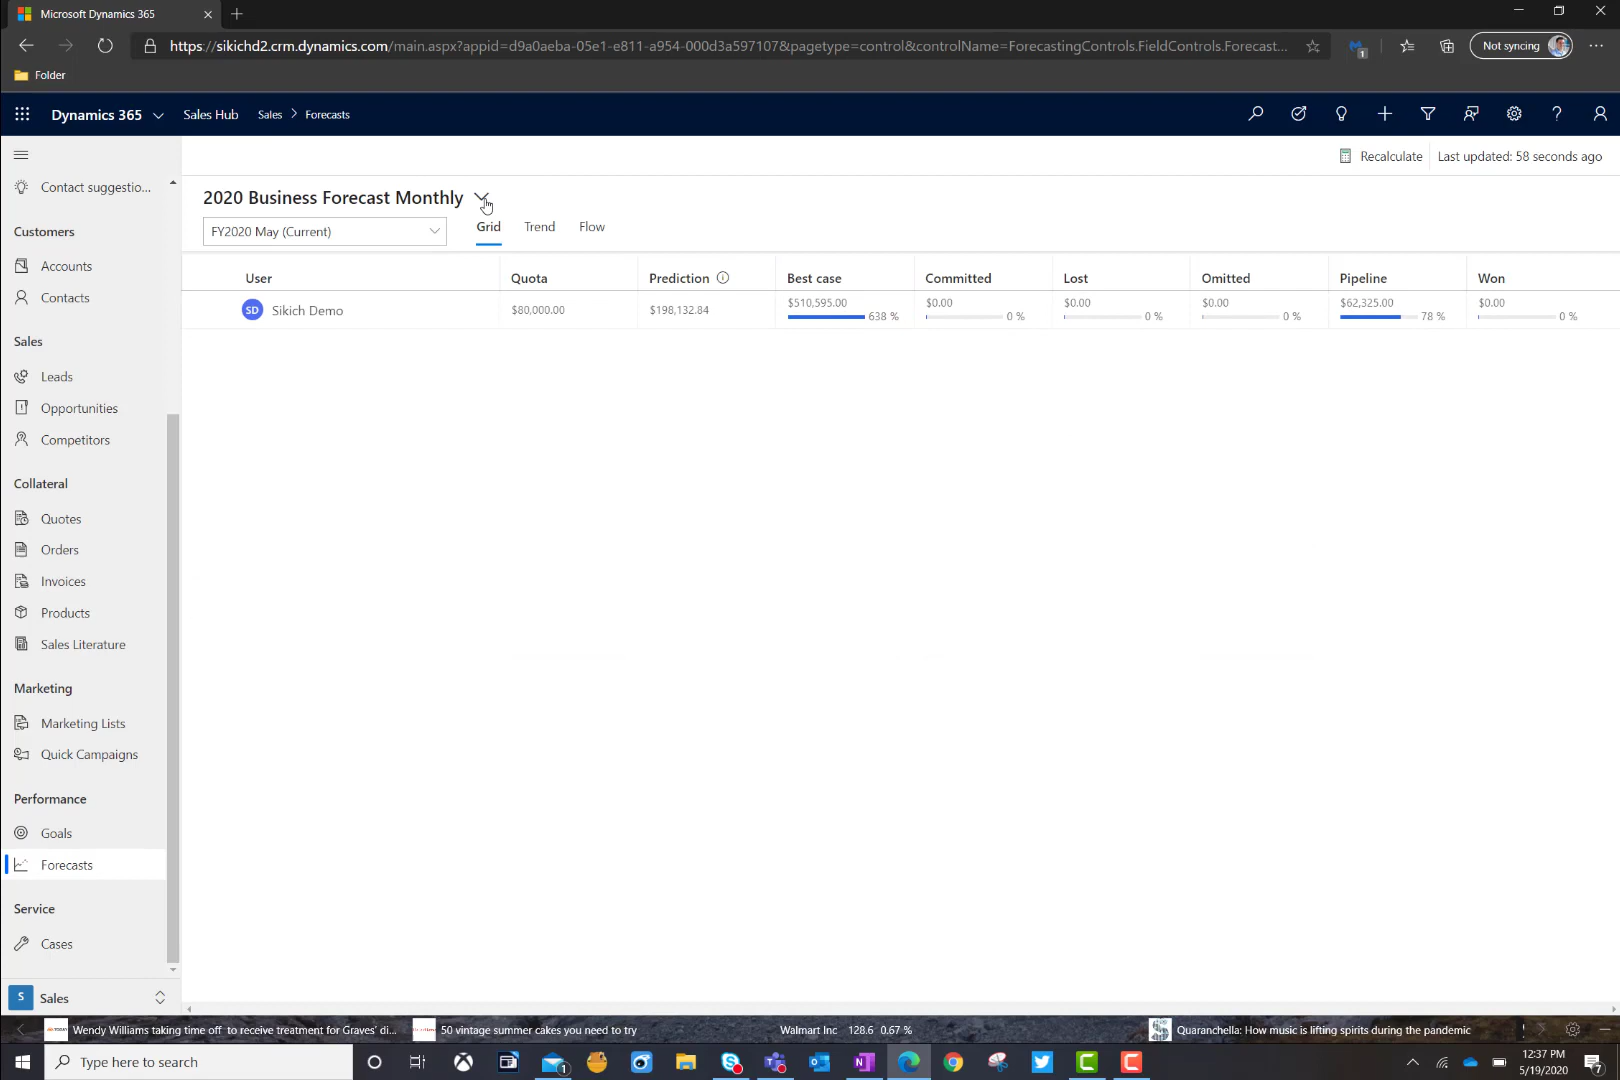 Microsoft Dynamics 365
https://sikichd2.crm.dynamics.com/main.aspx?appid=d9a0aeba-05e1-e811-a954-000d3a597107&pagetype=control&controlName=ForecastingControls.FieldControls.Forecast...
1
Not syncing
Folder
Dynamics 365
Sales Hub
Sales > Forecasts
Recalculate
Last updated: 58 seconds ago
Contact suggestio...
Customers
Accounts
Contacts
Sales
Leads
Opportunities
Competitors
Collateral
Quotes
Orders
Invoices
Products
Sales Literature
Marketing
Marketing Lists
Quick Campaigns
Performance
Goals
Forecasts
Service
Cases
S Sales
2020 Business Forecast Monthly
FY2020 May (Current)
Grid Trend Flow
User Quota Prediction Best case Committed Lost Omitted Pipeline Won
SD Sikich Demo $80,000.00 $198,132.84 $510,595.00 638 % $0.00 0 % $0.00 0 % $0.00 0 % $62,325.00 78 % $0.00 0 %
Wendy Williams taking time off to receive treatment for Graves' di...
50 vintage summer cakes you need to try
Walmart Inc 128.6 0.67 %
Quaranchella: How music is lifting spirits during the pandemic
Type here to search
1
12:37 PM
5/19/2020
7